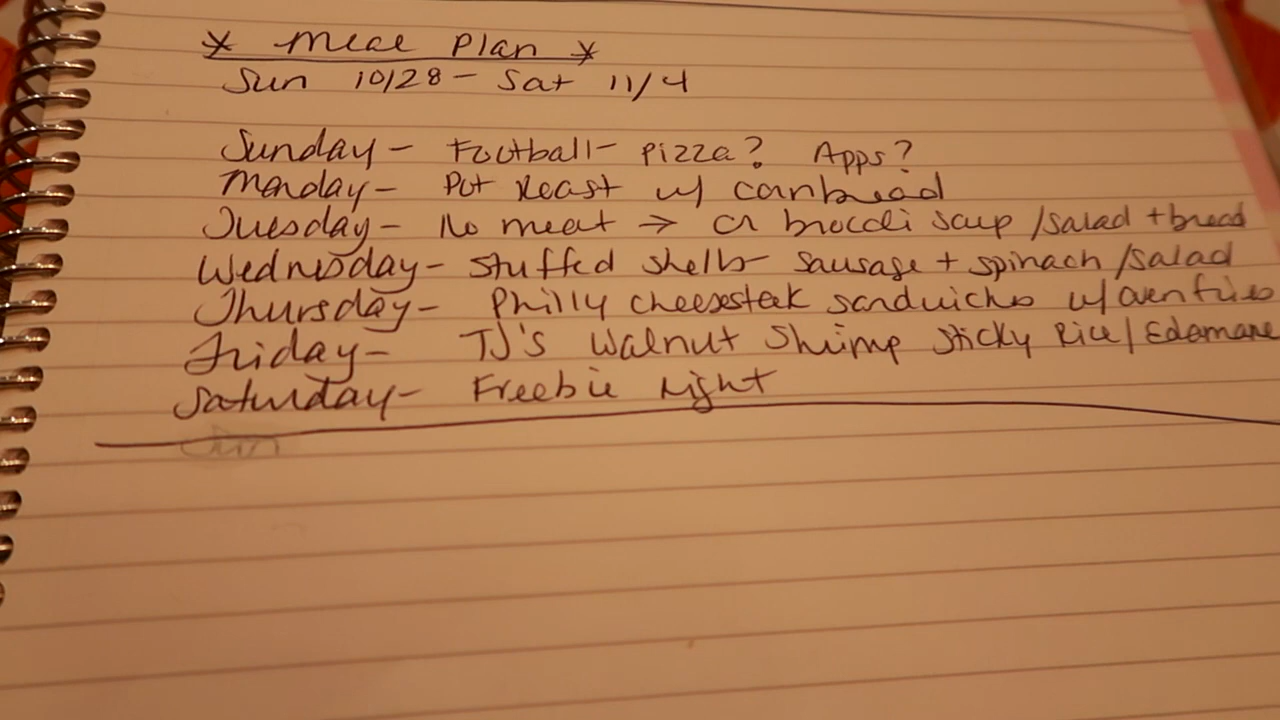 * Meal Plan *
Sun 10/28 - Sat 11/4
Sunday - Football - Pizza? Apps?
Monday - Pot Roast w/ cornbread
Tuesday - No meat → Cr broccoli soup /salad + bread
Wednesday - Stuffed shells - sausage + spinach /salad
Thursday - Philly cheesesteak sandwiches w/ oven fries
Friday - TJ's Walnut Shrimp Sticky Rice / Edamame
Saturday - Freebie Night